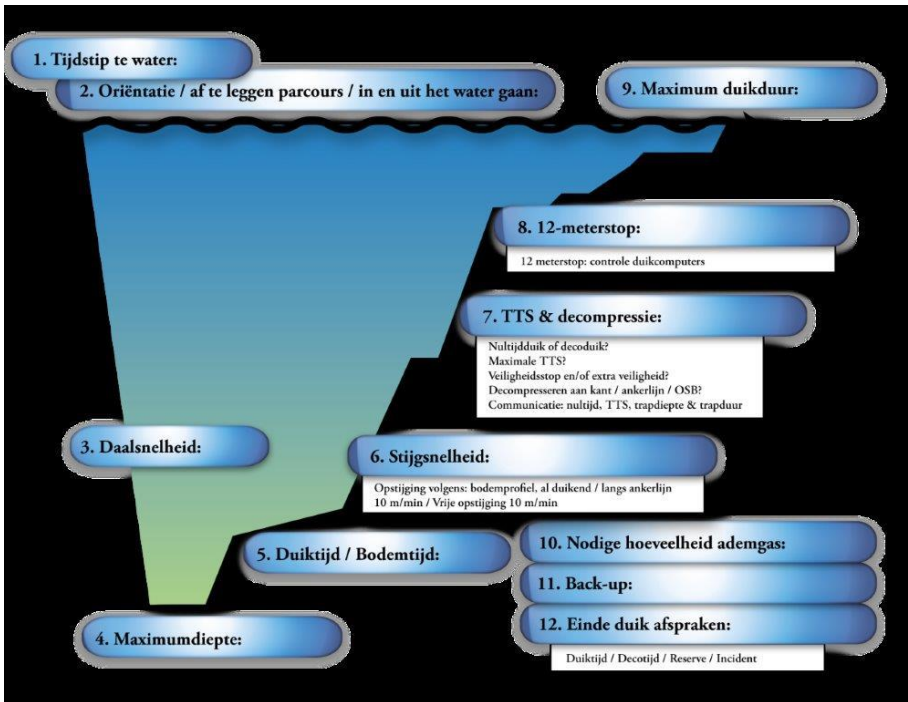 1. Tijdstip te water:
2. Oriëntatie / af te leggen parcours / in en uit het water gaan:
3. Daalsnelheid:
4. Maximumdiepte:
5. Duiktijd / Bodemtijd:
6. Stijgsnelheid:
Opstijging volgens: bodemprofiel, al duikend / langs ankerlijn
10 m/min / Vrije opstijging 10 m/min
7. TTS & decompressie:
Nultijdduik of decoduik?
Maximale TTS?
Veiligheidsstop en/of extra veiligheid?
Decompresseren aan kant / ankerlijn / OSB?
Communicatie: nultijd, TTS, trapdiepte & trapduur
8. 12-meterstop:
12 meterstop: controle duikcomputers
9. Maximum duikduur:
10. Nodige hoeveelheid ademgas:
11. Back-up:
12. Einde duik afspraken:
Duiktijd / Decotijd / Reserve / Incident